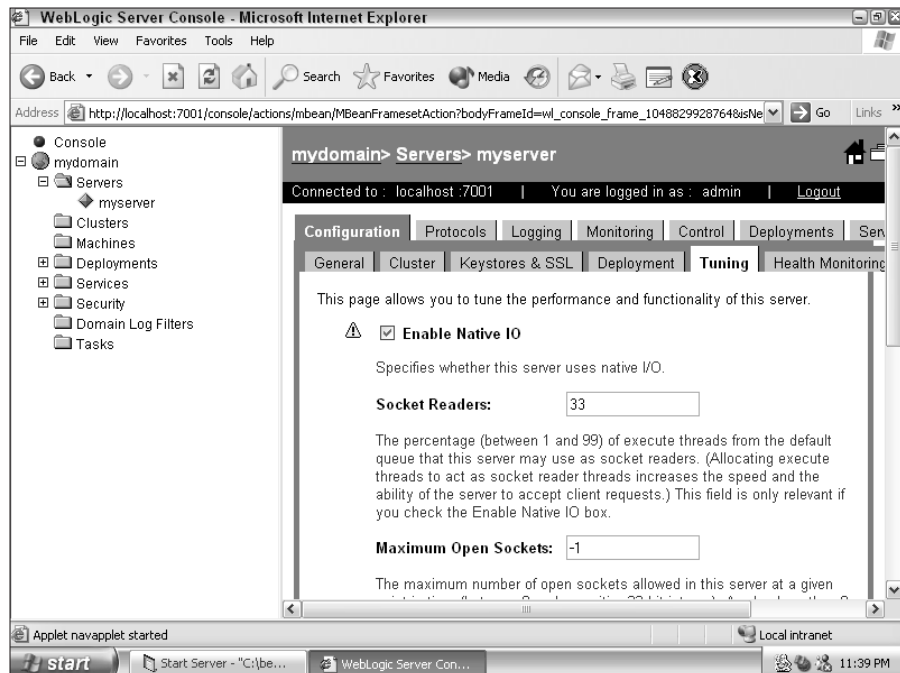 WebLogic Server Console - Microsoft Internet Explorer
File Edit View Favorites Tools Help
Back Search Favorites Media
Address http://localhost:7001/console/actions/mbean/MBeanFramesetAction?bodyFrameId=wl_console_frame_1048829928764&isNe Go Links »
Console
mydomain
Servers
myserver
Clusters
Machines
Deployments
Services
Security
Domain Log Filters
Tasks
mydomain> Servers> myserver
Connected to : localhost :7001 | You are logged in as : admin | Logout
Configuration Protocols Logging Monitoring Control Deployments Serv
General Cluster Keystores & SSL Deployment Tuning Health Monitoring
This page allows you to tune the performance and functionality of this server.
Enable Native IO
Specifies whether this server uses native I/O.
Socket Readers: 33
The percentage (between 1 and 99) of execute threads from the default
queue that this server may use as socket readers. (Allocating execute
threads to act as socket reader threads increases the speed and the
ability of the server to accept client requests.) This field is only relevant if
you check the Enable Native IO box.
Maximum Open Sockets: -1
The maximum number of open sockets allowed in this server at a given
Applet navapplet started Local intranet
start Start Server - "C:\be... WebLogic Server Con... 11:39 PM